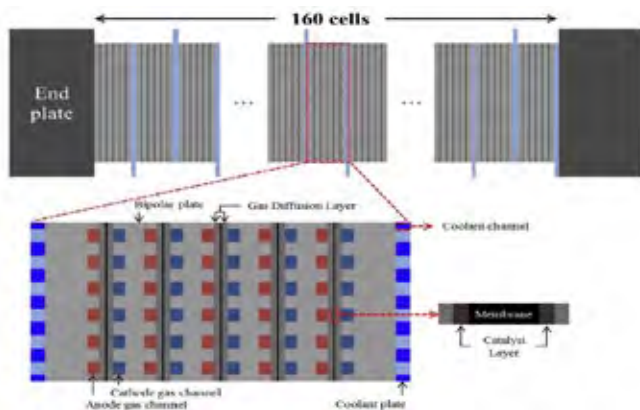 160 cells
End
plate
...
...
Bipolar plate
Gas Diffusion Layer
Coolant channel
Membrane
Catalyst
Layer
Cathode gas channel
Anode gas channel
Coolant plate